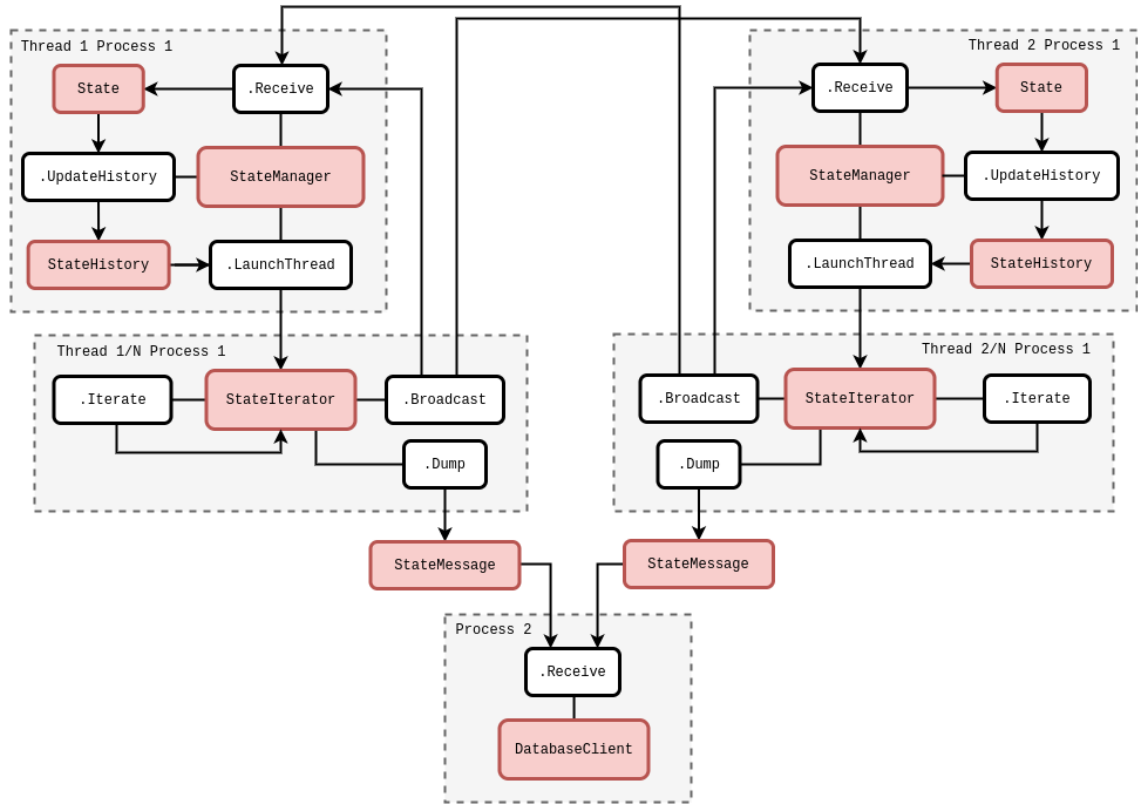 Thread 1 Process 1
State
.Receive
.UpdateHistory
StateManager
StateHistory
.LaunchThread
Thread 2 Process 1
.Receive
State
StateManager
.UpdateHistory
.LaunchThread
StateHistory
Thread 1/N Process 1
.Iterate
StateIterator
.Broadcast
.Dump
Thread 2/N Process 1
.Broadcast
StateIterator
.Iterate
.Dump
StateMessage
StateMessage
Process 2
.Receive
DatabaseClient